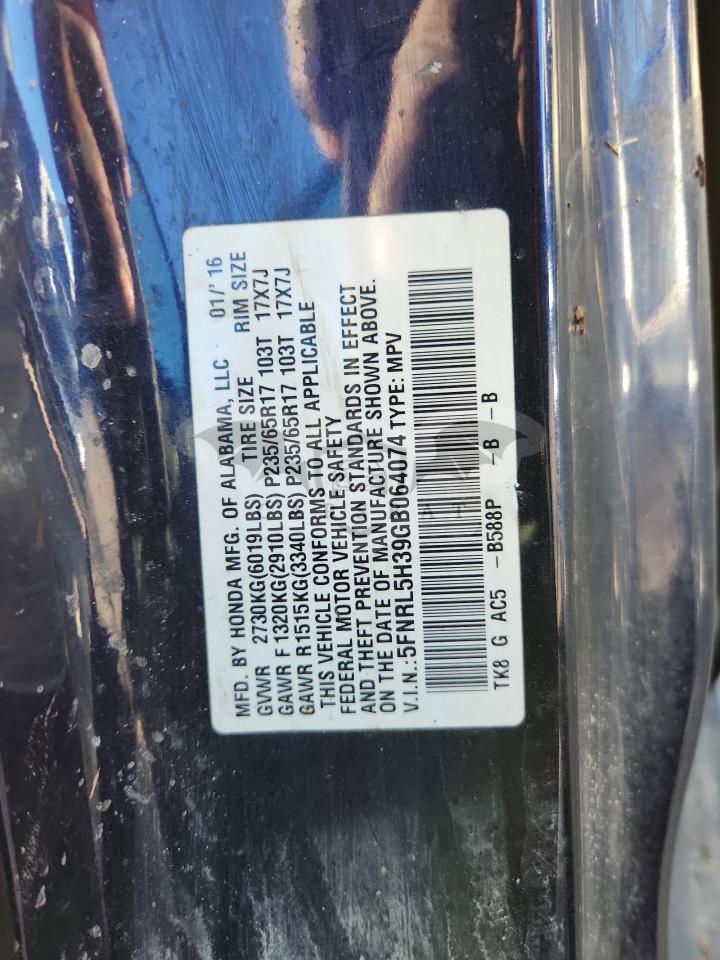 MFD. BY HONDA MFG. OF ALABAMA, LLC 01/'16
GVWR 2730KG(6019LBS) TIRE SIZE RIM SIZE
GAWR F 1320KG(2910LBS) P235/65R17 103T 17X7J
GAWR R1515KG(3340LBS) P235/65R17 103T 17X7J
THIS VEHICLE CONFORMS TO ALL APPLICABLE
FEDERAL MOTOR VEHICLE SAFETY
AND THEFT PREVENTION STANDARDS IN EFFECT
ON THE DATE OF MANUFACTURE SHOWN ABOVE.
V.I.N.:5FNRL5H39GB064074 TYPE: MPV
TK8 G AC5 -B588P -B -B